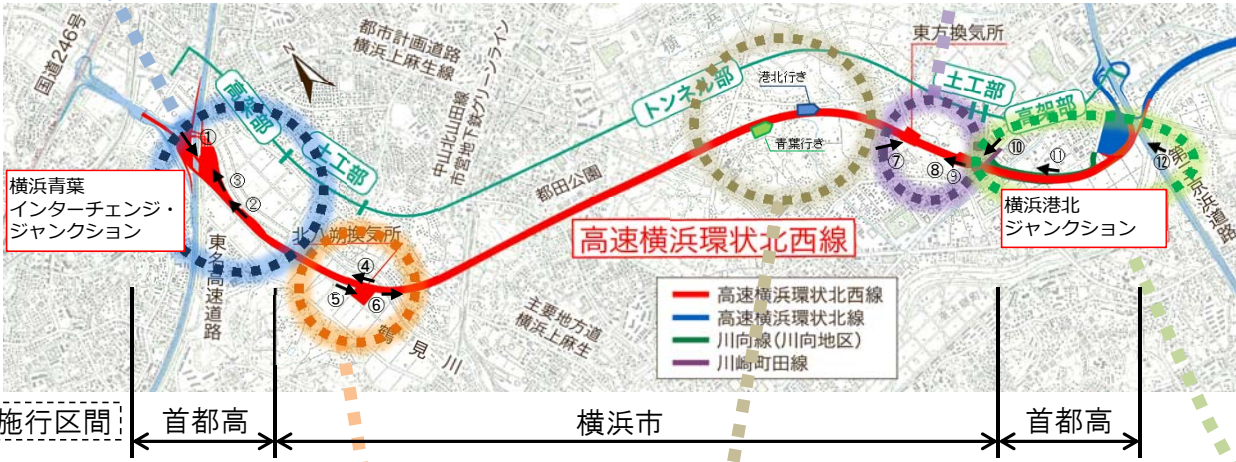 国道246号
都市計画道路
横浜上麻生線
中山北山田線
市営地下鉄グリーンライン
高架部
土工部
トンネル部
港北行き
青葉行き
東方換気所
土工部
高架部
①
②
③
④
⑤
⑥
⑦
⑧
⑨
⑩
⑪
⑫
横浜青葉
インターチェンジ・
ジャンクション
東名高速道路
北八朔換気所
都田公園
高速横浜環状北西線
横浜港北
ジャンクション
第三京浜道路
鶴見川
主要地方道
横浜上麻生
高速横浜環状北西線
高速横浜環状北線
川向線(川向地区)
川崎町田線
施行区間
首都高
横浜市
首都高